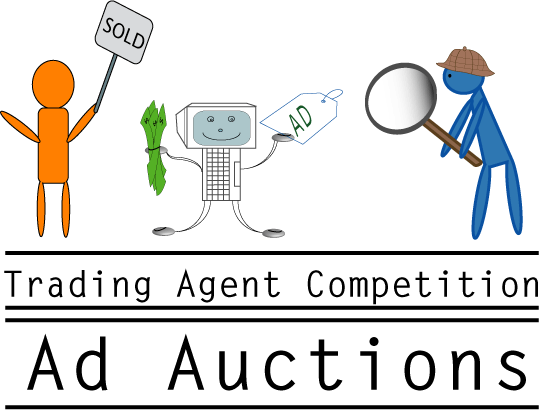 SOLD
AD
Trading Agent Competition
Ad Auctions